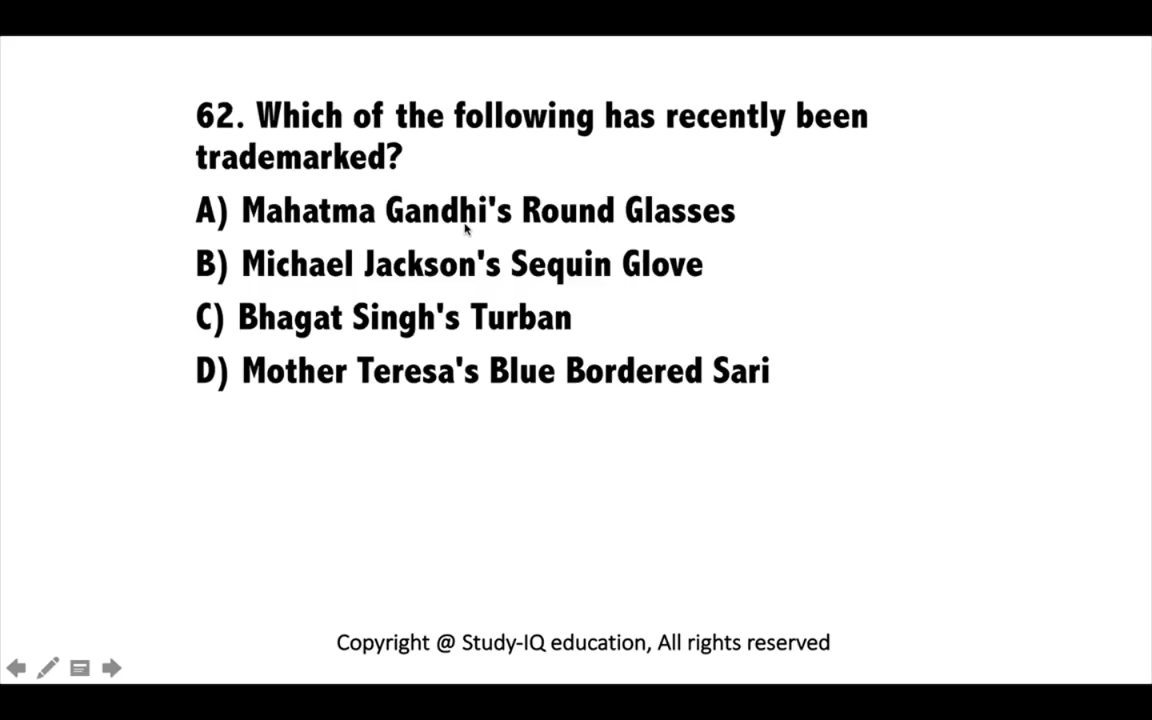 62. Which of the following has recently been
trademarked?
A) Mahatma Gandhi's Round Glasses
B) Michael Jackson's Sequin Glove
C) Bhagat Singh's Turban
D) Mother Teresa's Blue Bordered Sari
Copyright @ Study-IQ education, All rights reserved